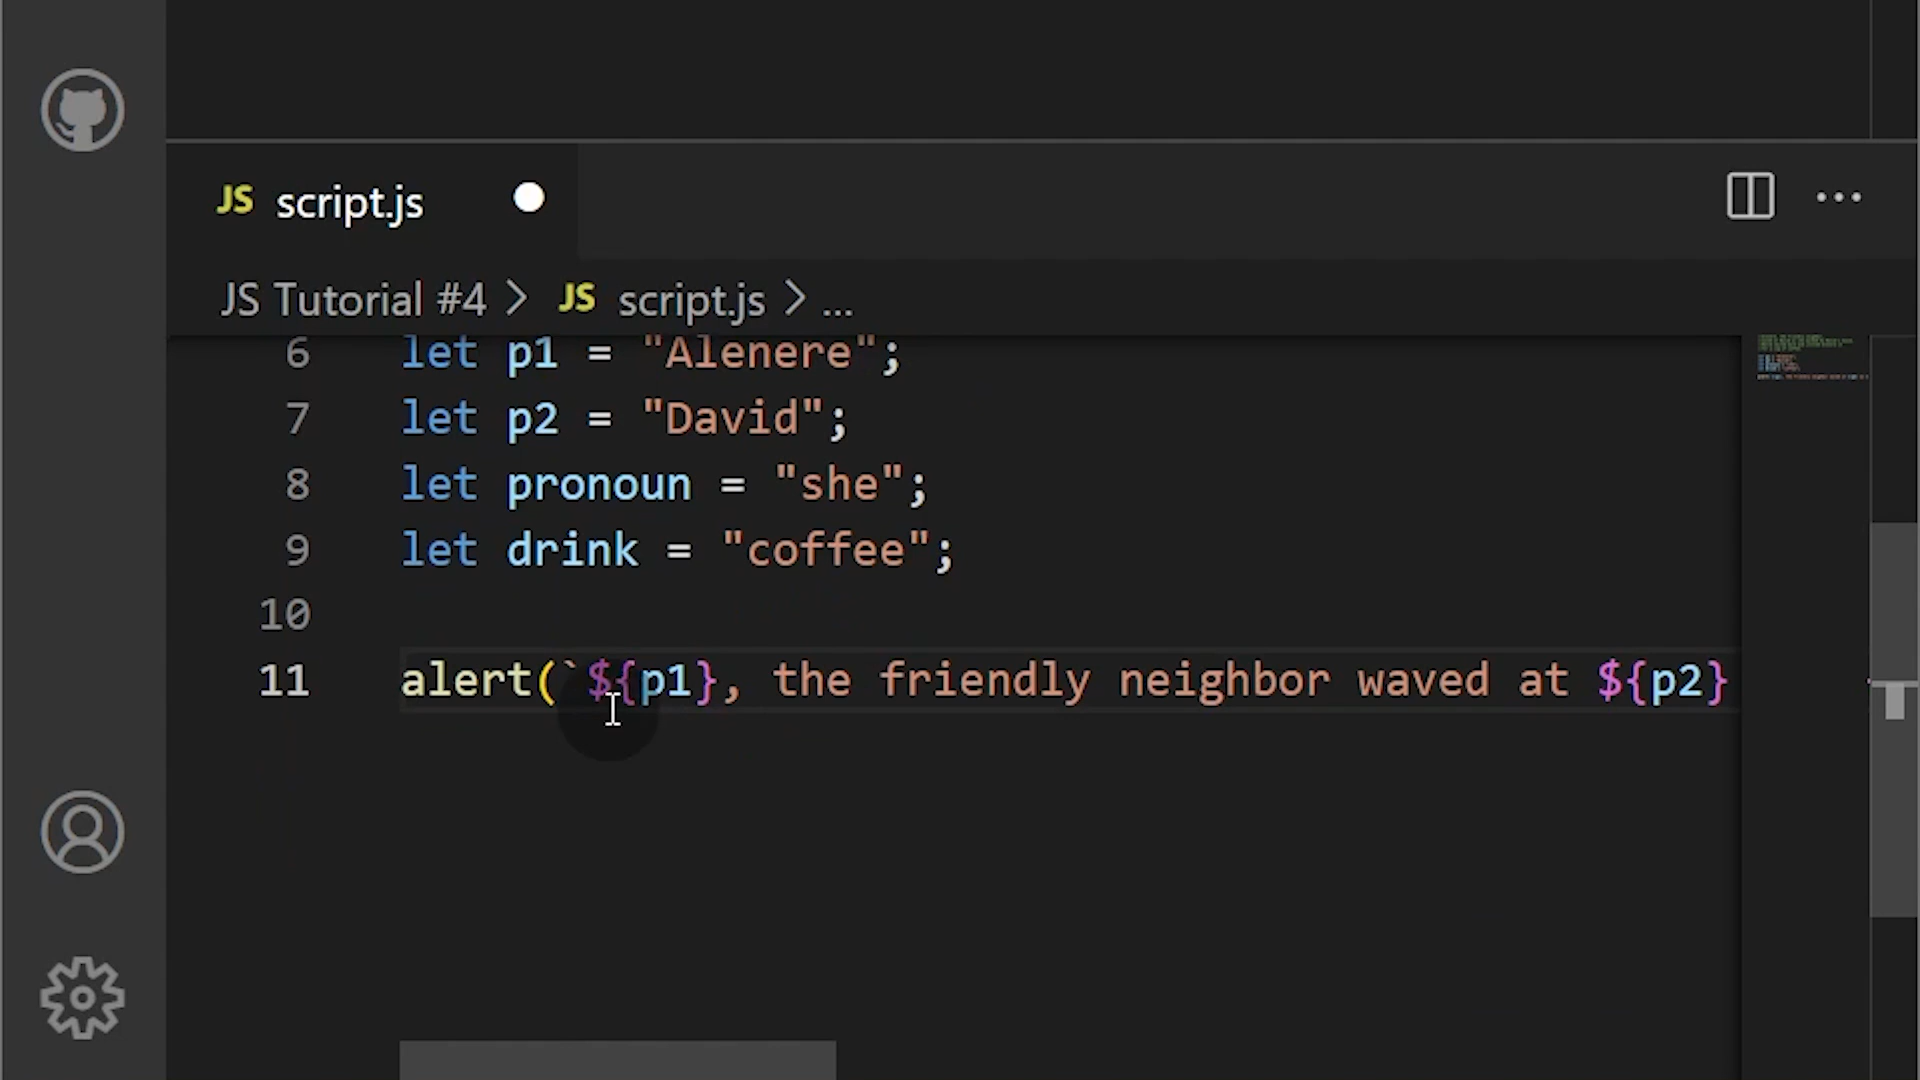 JS script.js
JS Tutorial #4 > JS script.js > ...
6 let p1 = "Alenere";
7 let p2 = "David";
8 let pronoun = "she";
9 let drink = "coffee";
10
11 alert(`${p1}, the friendly neighbor waved at ${p2}